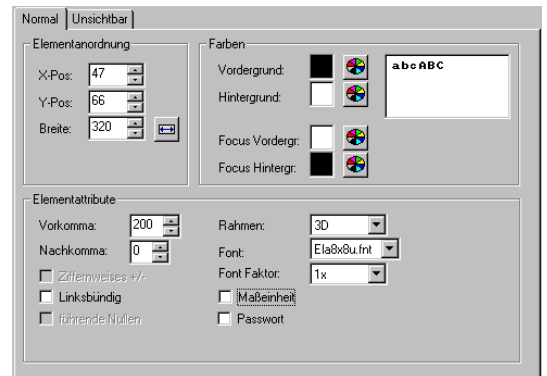 Normal Unsichtbar
Elementanordnung
X-Pos: 47
Y-Pos: 66
Breite: 320
Farben
Vordergrund:
Hintergrund:
Focus Vordergr:
Focus Hintergr:
abcABC
Elementattribute
Vorkomma: 200
Nachkomma: 0
Ziffernweises +/-
Linksbündig
führende Nullen
Rahmen: 3D
Font: Ela8x8u.fnt
Font Faktor: 1x
Maßeinheit
Passwort